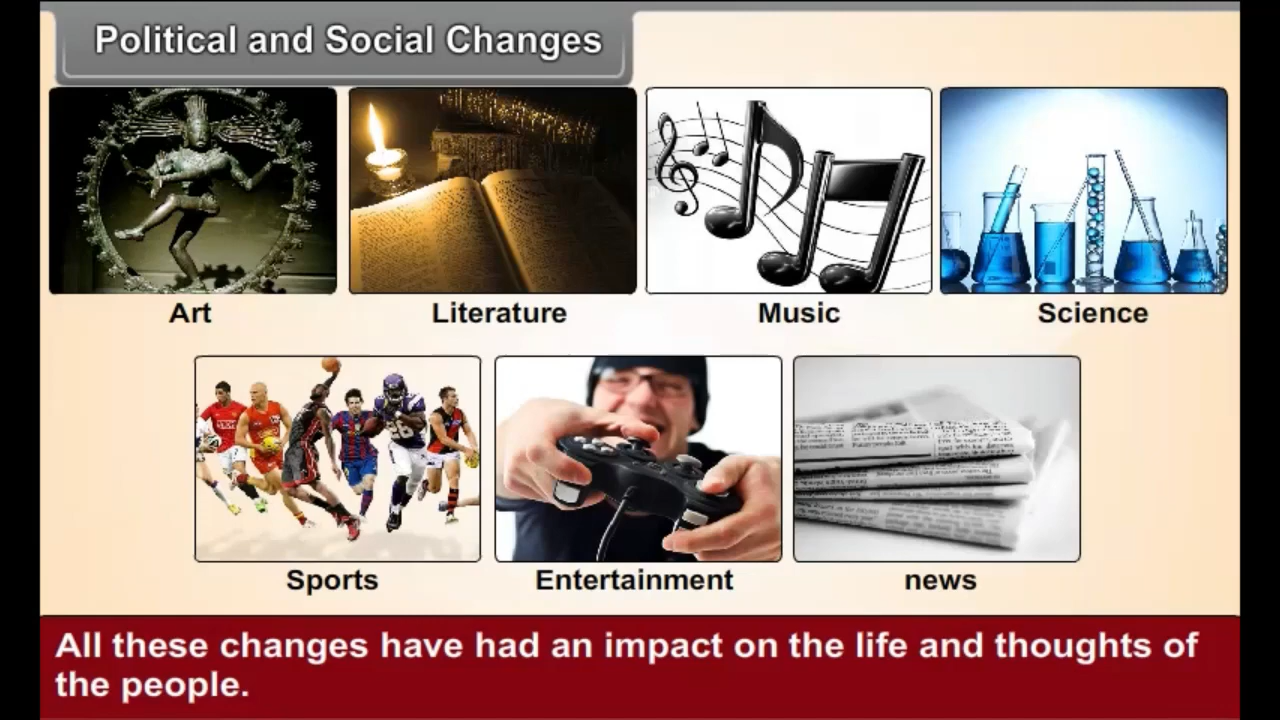 Political and Social Changes
Art
Literature
Music
Science
Sports
Entertainment
news
All these changes have had an impact on the life and thoughts of
the people.